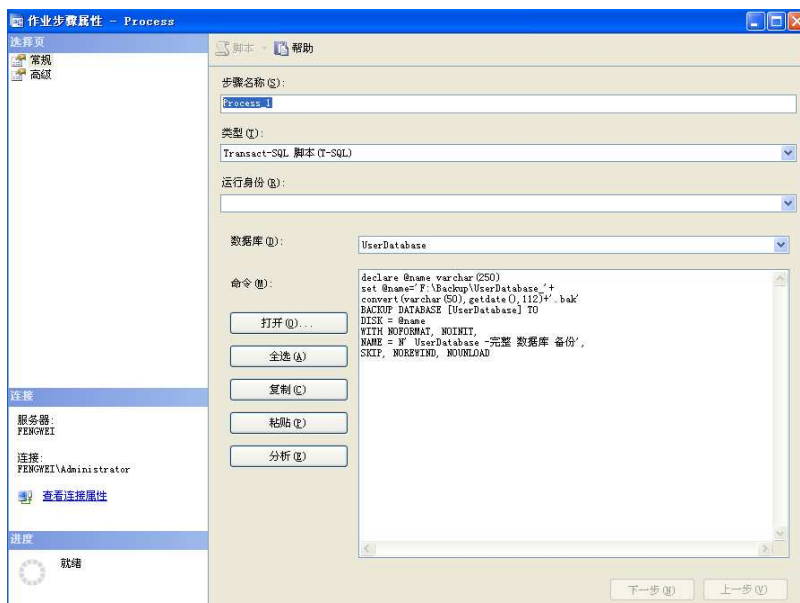 作业步骤属性 - Process
选择页
常规
高级
脚本
帮助
步骤名称(S):
Process_1
类型(T):
Transact-SQL 脚本(T-SQL)
运行身份(R):
数据库(D):
UserDatabase
命令(M):
declare @name varchar(250)
set @name='F:\Backup\UserDatabase_'+
convert(varchar(50),getdate(),112)+'.bak'
BACKUP DATABASE [UserDatabase] TO
DISK = @name
WITH NOFORMAT, NOINIT,
NAME = N' UserDatabase -完整 数据库 备份',
SKIP, NOREWIND, NOUNLOAD
打开(O)...
全选(A)
复制(C)
粘贴(P)
分析(E)
连接
服务器:
FENGWEI
连接:
FENGWEI\Administrator
查看连接属性
进度
就绪
下一步(N)
上一步(V)